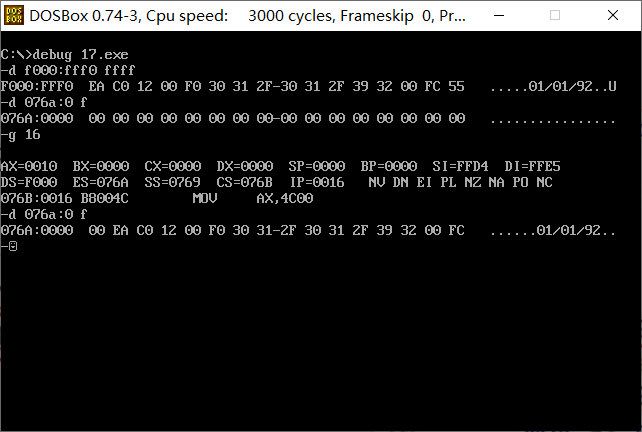 DOS BOX DOSBox 0.74-3, Cpu speed: 3000 cycles, Frameskip 0, Pr...
C:\>debug 17.exe
-d f000:fff0 ffff
F000:FFF0 EA C0 12 00 F0 30 31 2F-30 31 2F 39 32 00 FC 55 .....01/01/92..U
-d 076a:0 f
076A:0000 00 00 00 00 00 00 00 00-00 00 00 00 00 00 00 00 ................
-g 16
AX=0010 BX=0000 CX=0000 DX=0000 SP=0000 BP=0000 SI=FFD4 DI=FFE5
DS=F000 ES=076A SS=0769 CS=076B IP=0016 NV DN EI PL NZ NA PO NC
076B:0016 B8004C MOV AX,4C00
-d 076a:0 f
076A:0000 00 EA C0 12 00 F0 30 31-2F 30 31 2F 39 32 00 FC ......01/01/92..
-